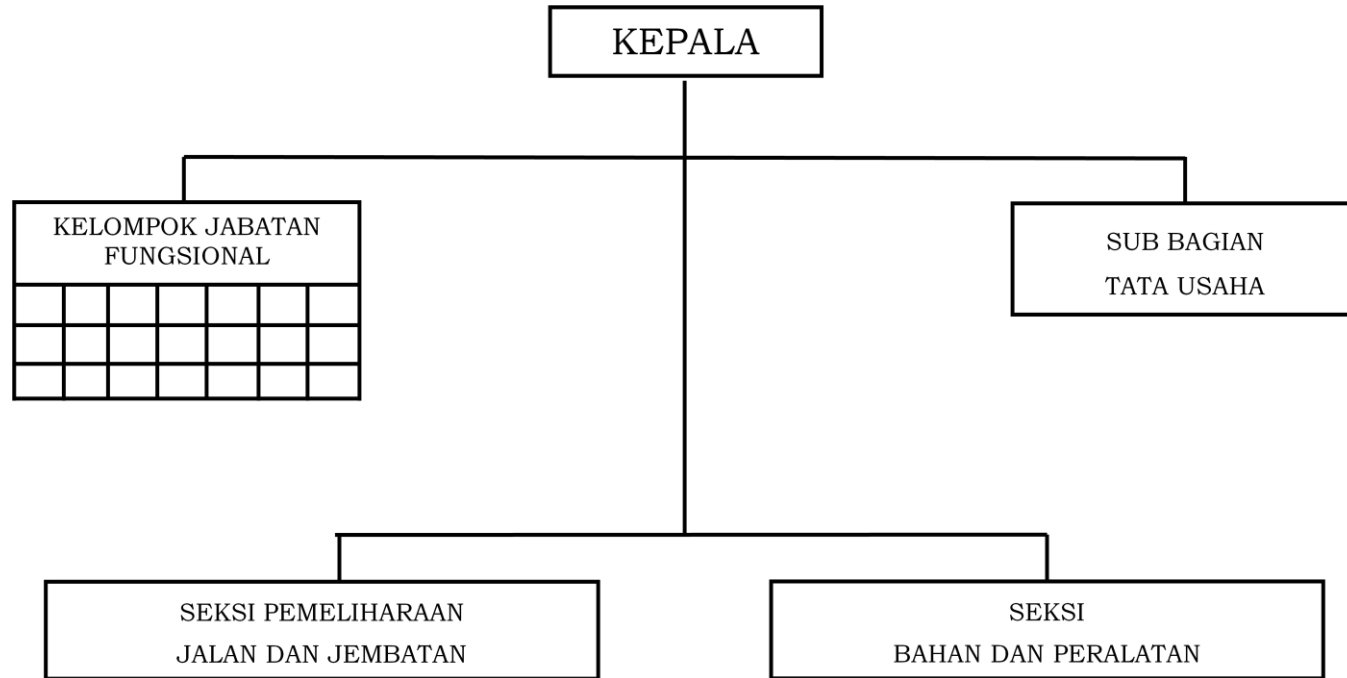 KEPALA
KELOMPOK JABATAN
FUNGSIONAL
SUB BAGIAN
TATA USAHA
SEKSI PEMELIHARAAN
JALAN DAN JEMBATAN
SEKSI
BAHAN DAN PERALATAN